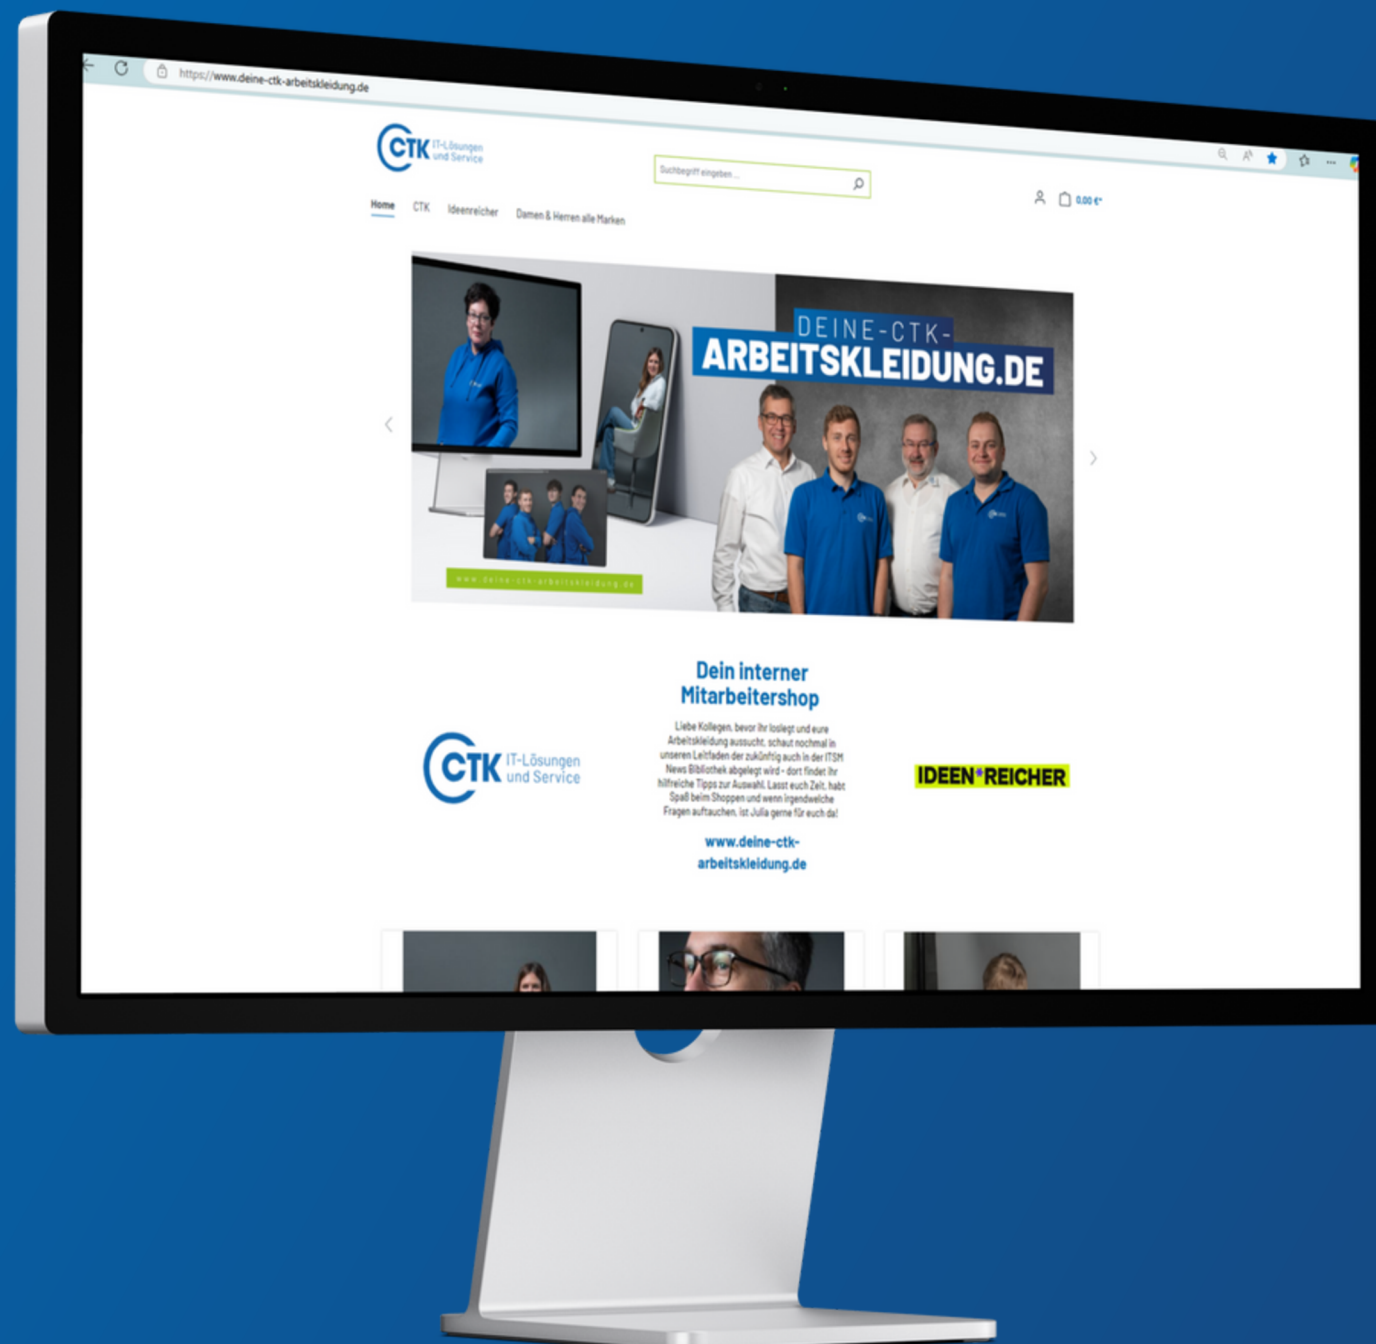 https://www.deine-ctk-arbeitskleidung.de
CTK IT-Lösungen
und Service
Suchbegriff eingeben ...
0,00 €*
Home CTK Ideenreicher Damen & Herren alle Marken
DEINE-CTK-
ARBEITSKLEIDUNG.DE
www.deine-ctk-arbeitskleidung.de
Dein interner
Mitarbeitershop
Liebe Kollegen, bevor ihr loslegt und eure
Arbeitskleidung aussucht, schaut nochmal in
unseren Leitfaden der zukünftig auch in der ITSM
News Bibliothek abgelegt wird - dort findet ihr
hilfreiche Tipps zur Auswahl. Lasst euch Zeit, habt
Spaß beim Shoppen und wenn irgendwelche
Fragen auftauchen, ist Julia gerne für euch da!
www.deine-ctk-
arbeitskleidung.de
CTK IT-Lösungen
und Service
IDEEN*REICHER